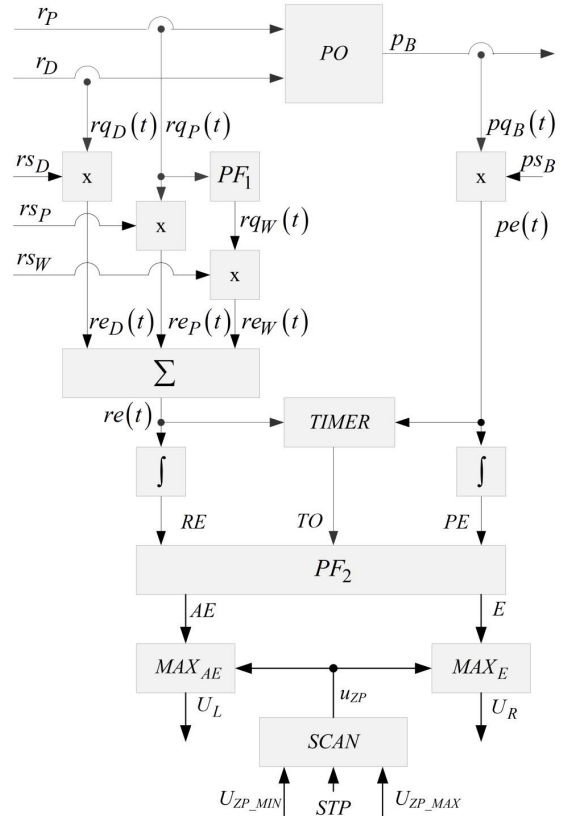 r_P
PO
p_B
r_D
rq_D(t) rq_P(t) pq_B(t)
rs_D x PF_1 x ps_B
rs_P x rq_W(t) pe(t)
rs_W x
re_D(t) re_P(t) re_W(t)
Σ
re(t) TIMER
∫ ∫
RE TO PE
PF_2
AE E
MAX_AE MAX_E
U_L u_ZP U_R
SCAN
U_ZP_MIN STP U_ZP_MAX